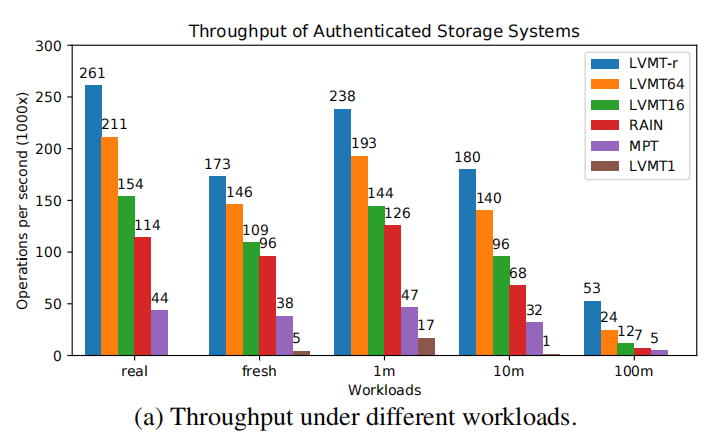 Throughput of Authenticated Storage Systems
300
250
200
150
100
50
0
Operations per second (1000x)
LVMT-r
LVMT64
LVMT16
RAIN
MPT
LVMT1
261
211
154
114
44
173
146
109
96
38
5
238
193
144
126
47
17
180
140
96
68
32
1
53
24
12
7
5
real
fresh
1m
10m
100m
Workloads
(a) Throughput under different workloads.